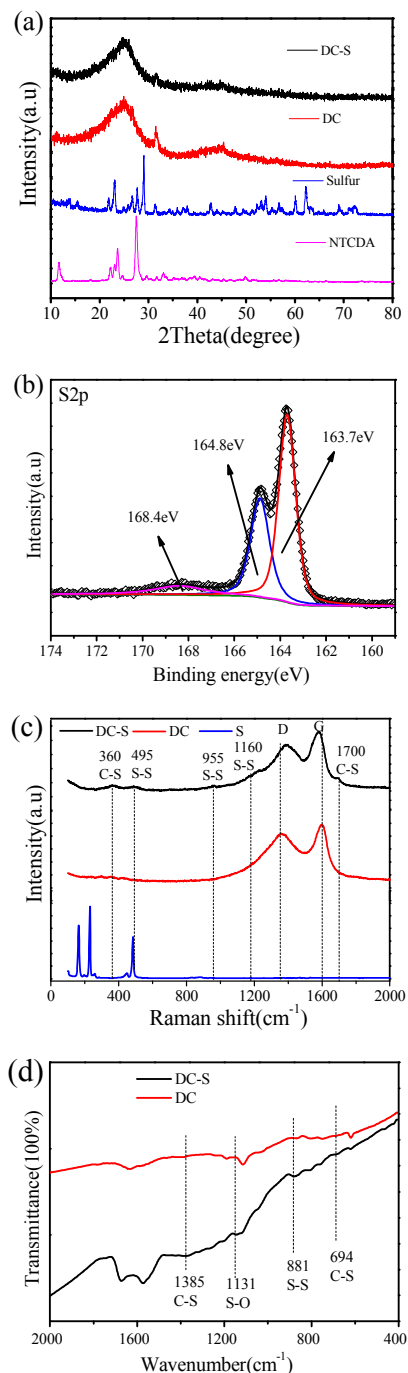 (a)
DC-S
DC
Sulfur
NTCDA
Intensity(a.u)
10 20 30 40 50 60 70 80
2Theta(degree)
(b)
S2p
164.8eV
163.7eV
168.4eV
Intensity(a.u)
174 172 170 168 166 164 162 160
Binding energy(eV)
(c)
DC-S DC S
360 495 955 1160 D G 1700
C-S S-S S-S S-S C-S
Intensity(a.u)
0 400 800 1200 1600 2000
Raman shift(cm-1)
(d)
DC-S
DC
Transmittance(100%)
1385 1131 881 694
C-S S-O S-S C-S
2000 1600 1200 800 400
Wavenumber(cm-1)